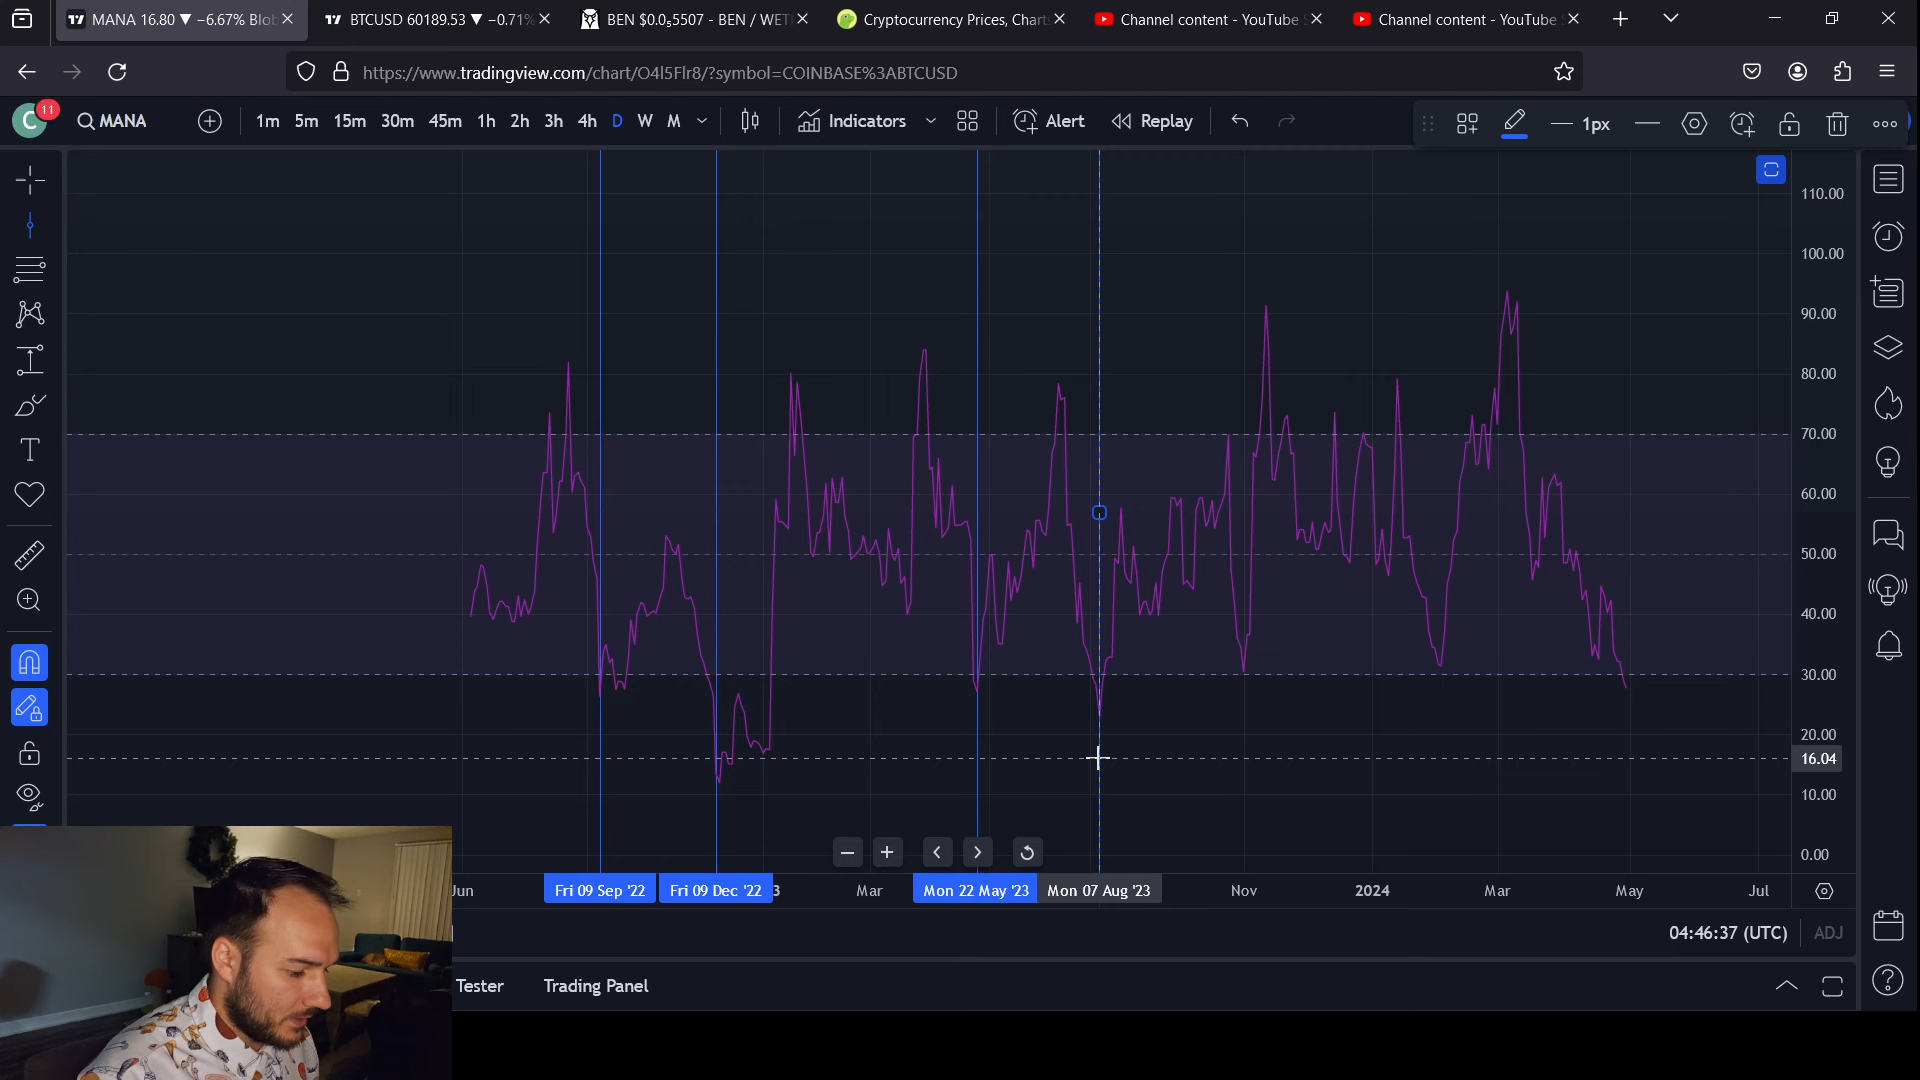 MANA 16.80 ▼ −6.67% Blob
BTCUSD 60189.53 ▼ −0.71%
BEN $0.0₅5507 - BEN / WET
Cryptocurrency Prices, Chart
Channel content - YouTube S
Channel content - YouTube
https://www.tradingview.com/chart/O4l5Flr8/?symbol=COINBASE%3ABTCUSD
C
11
MANA
1m 5m 15m 30m 45m 1h 2h 3h 4h D W M
Indicators
Alert
Replay
1px
110.00
100.00
90.00
80.00
70.00
60.00
50.00
40.00
30.00
20.00
16.04
10.00
0.00
Jun
Fri 09 Sep '22
Fri 09 Dec '22
3
Mar
Mon 22 May '23
Mon 07 Aug '23
Nov
2024
Mar
May
Jul
04:46:37 (UTC)
ADJ
Tester
Trading Panel